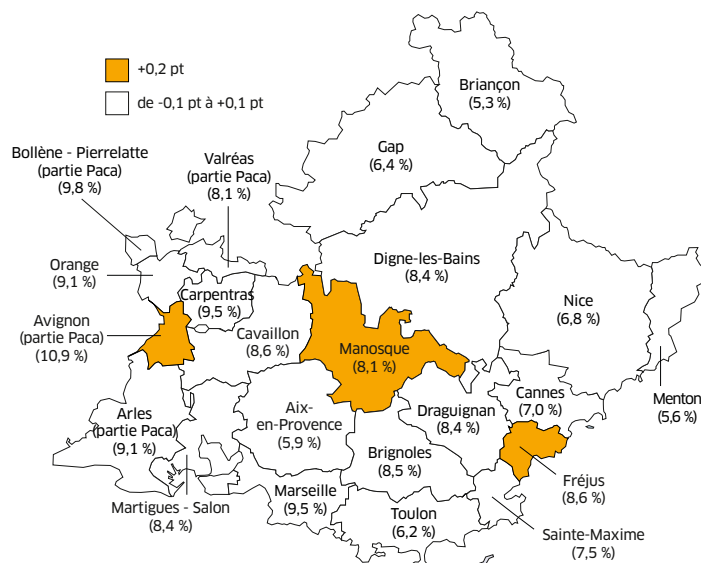 +0,2 pt
de -0,1 pt à +0,1 pt
Briançon
(5,3 %)
Gap
(6,4 %)
Bollène - Pierrelatte
(partie Paca)
(9,8 %)
Valréas
(partie Paca)
(8,1 %)
Orange
(9,1 %)
Carpentras
(9,5 %)
Digne-les-Bains
(8,4 %)
Nice
(6,8 %)
Avignon
(partie Paca)
(10,9 %)
Cavaillon
(8,6 %)
Manosque
(8,1 %)
Menton
(5,6 %)
Cannes
(7,0 %)
Arles
(partie Paca)
(9,1 %)
Aix-
en-Provence
(5,9 %)
Draguignan
(8,4 %)
Brignoles
(8,5 %)
Fréjus
(8,6 %)
Martigues - Salon
(8,4 %)
Marseille
(9,5 %)
Toulon
(6,2 %)
Sainte-Maxime
(7,5 %)